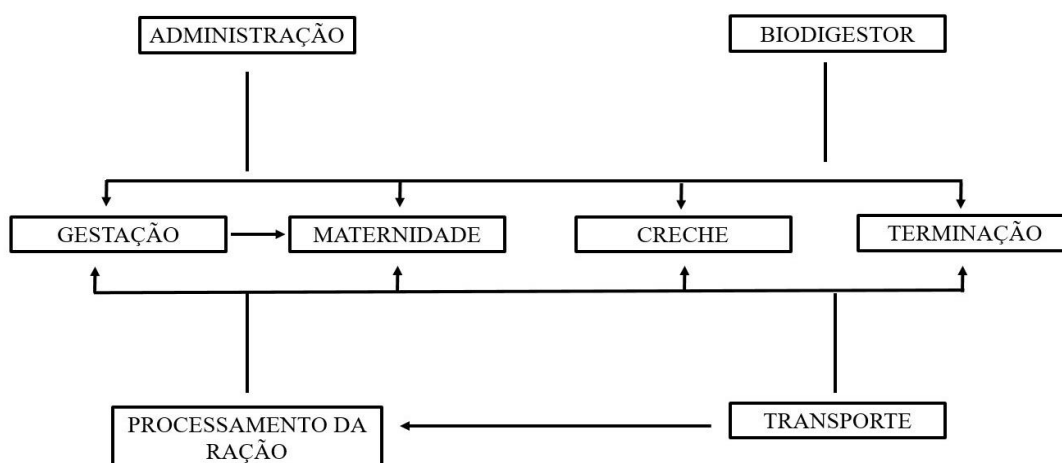 ADMINISTRAÇÃO
BIODIGESTOR
GESTAÇÃO
MATERNIDADE
CRECHE
TERMINAÇÃO
PROCESSAMENTO DA
RAÇÃO
TRANSPORTE